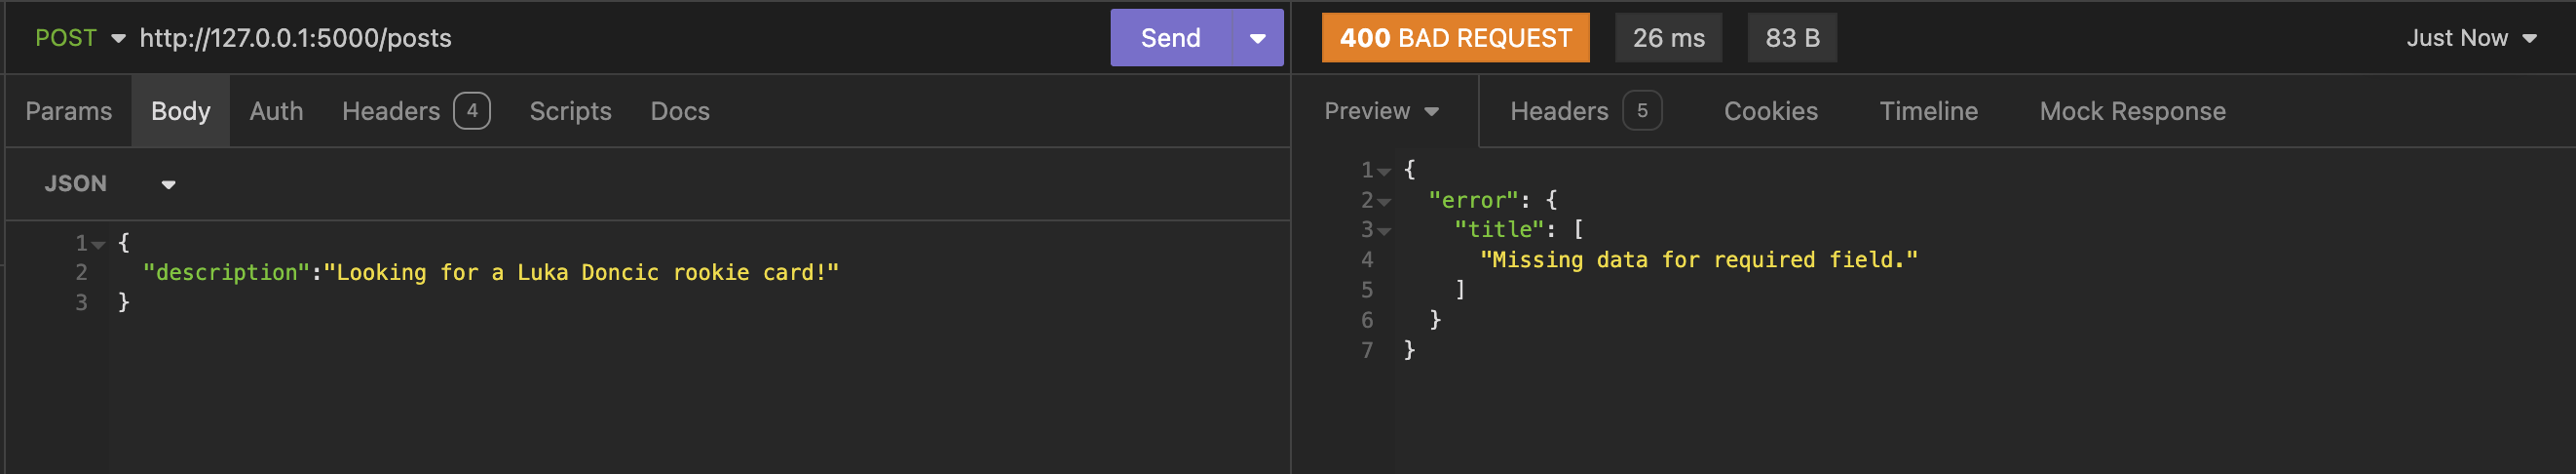 POST http://127.0.0.1:5000/posts Send
Params Body Auth Headers 4 Scripts Docs
JSON
1 {
2 "description":"Looking for a Luka Doncic rookie card!"
3 }
400 BAD REQUEST 26 ms 83 B Just Now
Preview Headers 5 Cookies Timeline Mock Response
1 {
2 "error": {
3 "title": [
4 "Missing data for required field."
5 ]
6 }
7 }